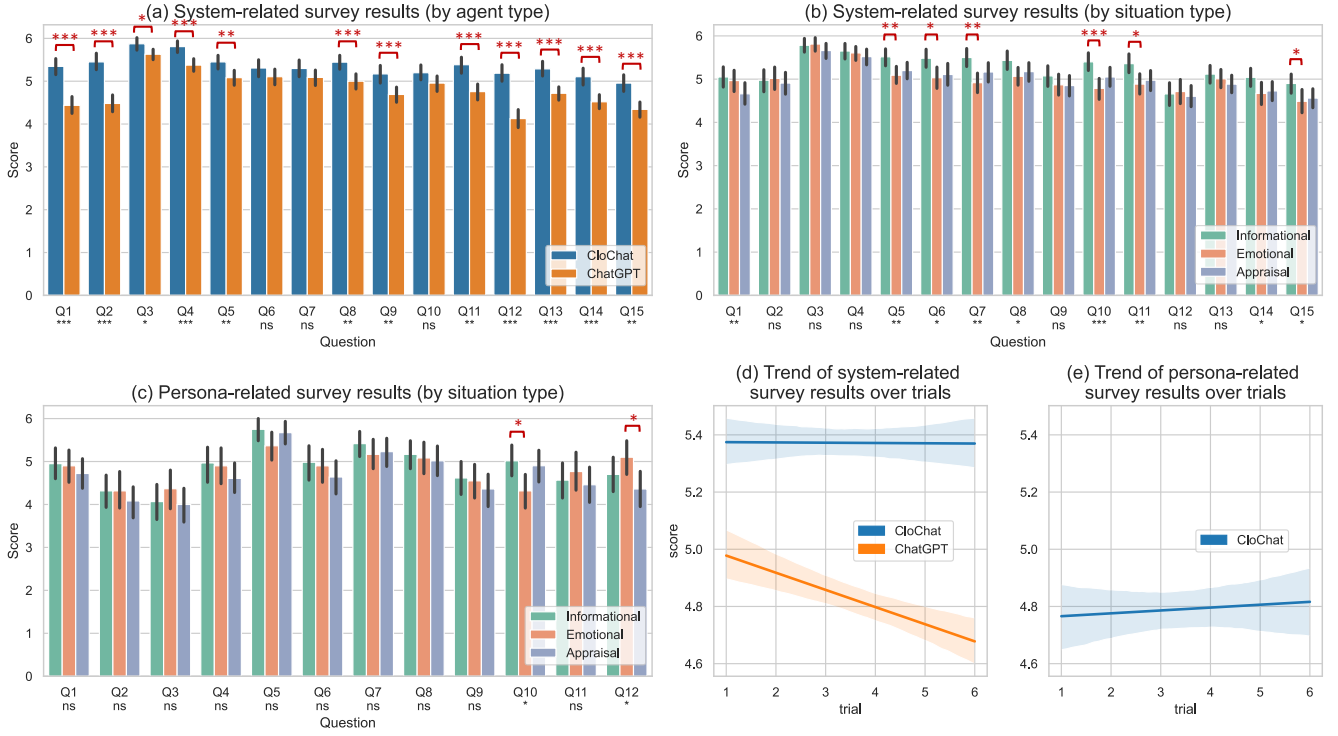 (a) System-related survey results (by agent type)
*** *** * *** ** *** ** *** *** *** *** ***
6
5
4
3
2
1
0
Score
CloChat
ChatGPT
Q1 Q2 Q3 Q4 Q5 Q6 Q7 Q8 Q9 Q10 Q11 Q12 Q13 Q14 Q15
*** *** * *** ** ns ns ** ** ns ** *** *** *** **
Question
(b) System-related survey results (by situation type)
** * ** *** * *
6
5
4
3
2
1
0
Score
Informational
Emotional
Appraisal
Q1 Q2 Q3 Q4 Q5 Q6 Q7 Q8 Q9 Q10 Q11 Q12 Q13 Q14 Q15
** ns ns ns ** * ** * ns *** ** ns ns * *
Question
(c) Persona-related survey results (by situation type)
* *
6
5
4
3
2
1
0
Score
Informational
Emotional
Appraisal
Q1 Q2 Q3 Q4 Q5 Q6 Q7 Q8 Q9 Q10 Q11 Q12
ns ns ns ns ns ns ns ns ns * ns *
Question
(d) Trend of system-related
survey results over trials
5.4
5.2
5.0
4.8
4.6
score
CloChat
ChatGPT
1 2 3 4 5 6
trial
(e) Trend of persona-related
survey results over trials
5.4
5.2
5.0
4.8
4.6
CloChat
1 2 3 4 5 6
trial